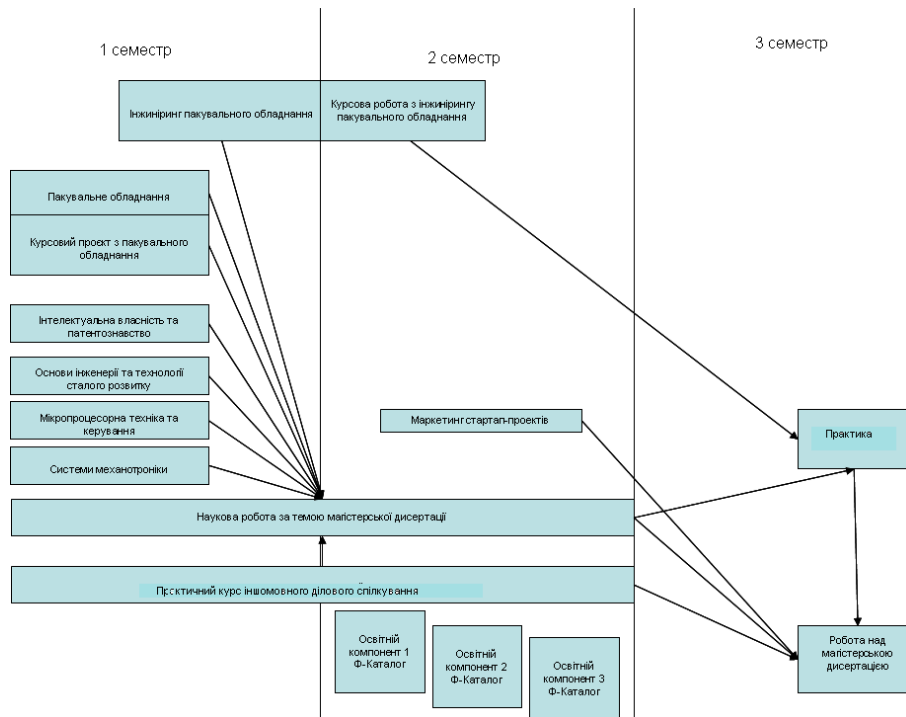 1 семестр
2 семестр
3 семестр
Інжиніринг пакувального обладнання
Курсова робота з інжинірингу
пакувального обладнання
Пакувальне обладнання
Курсовий проєкт з пакувального
обладнання
Інтелектуальна власність та
патентознавство
Основи інженерії та технології
сталого розвитку
Мікропроцесорна техніка та
керування
Маркетинг стартап-проектів
Практика
Системи механотроніки
Наукова робота за темою магістерської дисертації
Практичний курс іншомовного ділового спілкування
Освітній
компонент 1
Ф-Каталог
Освітній
компонент 2
Ф-Каталог
Освітній
компонент 3
Ф-Каталог
Робота над
магістерською
дисертацією